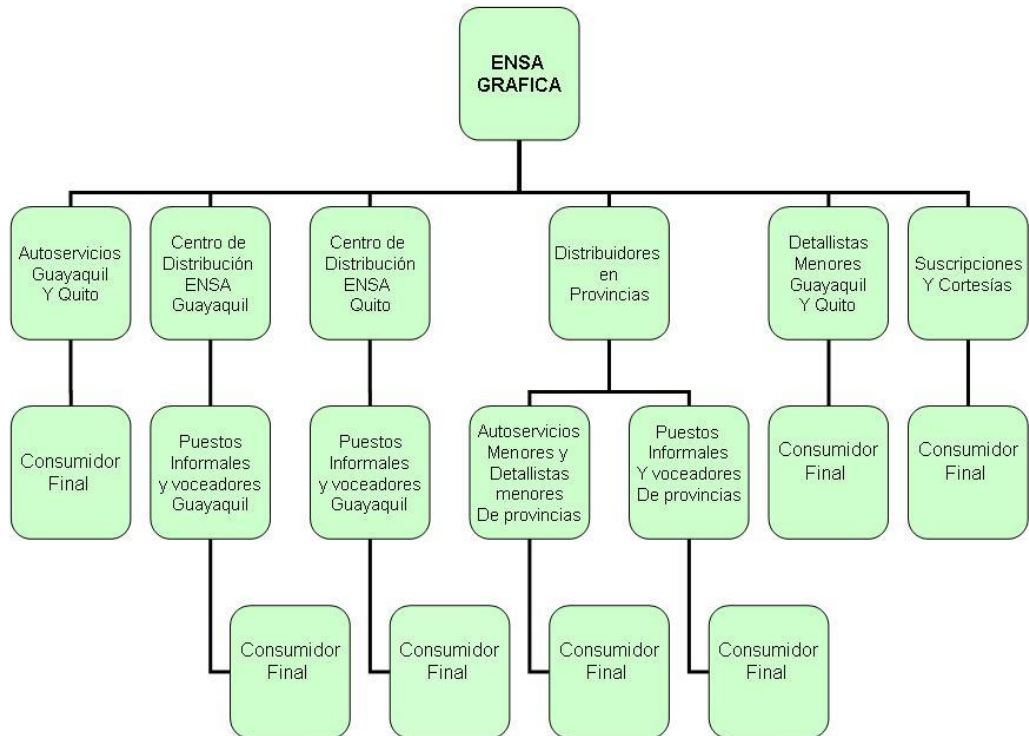 ENSA
GRAFICA
Autoservicios
Guayaquil
Y Quito
Centro de
Distribución
ENSA
Guayaquil
Centro de
Distribución
ENSA
Quito
Distribuidores
en
Provincias
Detallistas
Menores
Guayaquil
Y Quito
Suscripciones
Y Cortesías
Consumidor
Final
Puestos
Informales
y voceadores
Guayaquil
Puestos
Informales
y voceadores
Guayaquil
Autoservicios
Menores y
Detallistas
menores
De provincias
Puestos
Informales
Y voceadores
De provincias
Consumidor
Final
Consumidor
Final
Consumidor
Final
Consumidor
Final
Consumidor
Final
Consumidor
Final